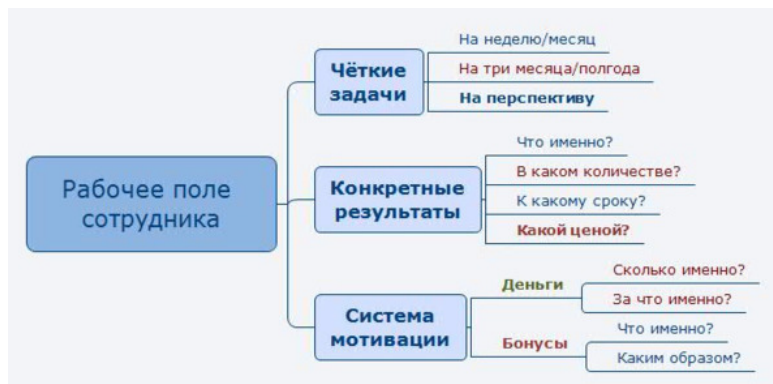 Рабочее поле
сотрудника
Чёткие
задачи
На неделю/месяц
На три месяца/полгода
На перспективу
Конкретные
результаты
Что именно?
В каком количестве?
К какому сроку?
Какой ценой?
Система
мотивации
Деньги
Сколько именно?
За что именно?
Бонусы
Что именно?
Каким образом?